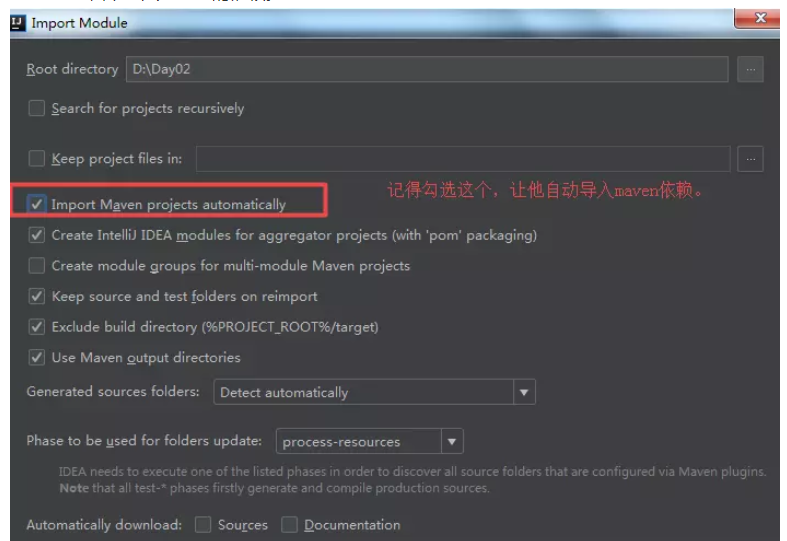 Import Module
Root directory D:\Day02 ...
Search for projects recursively
Keep project files in: ...
记得勾选这个，让他自动导入maven依赖。
Import Maven projects automatically
Create IntelliJ IDEA modules for aggregator projects (with 'pom' packaging)
Create module groups for multi-module Maven projects
Keep source and test folders on reimport
Exclude build directory (%PROJECT_ROOT%/target)
Use Maven output directories
Generated sources folders: Detect automatically
Phase to be used for folders update: process-resources
IDEA needs to execute one of the listed phases in order to discover all source folders that are configured via Maven plugins.
Note that all test-* phases firstly generate and compile production sources.
Automatically download: Sources Documentation